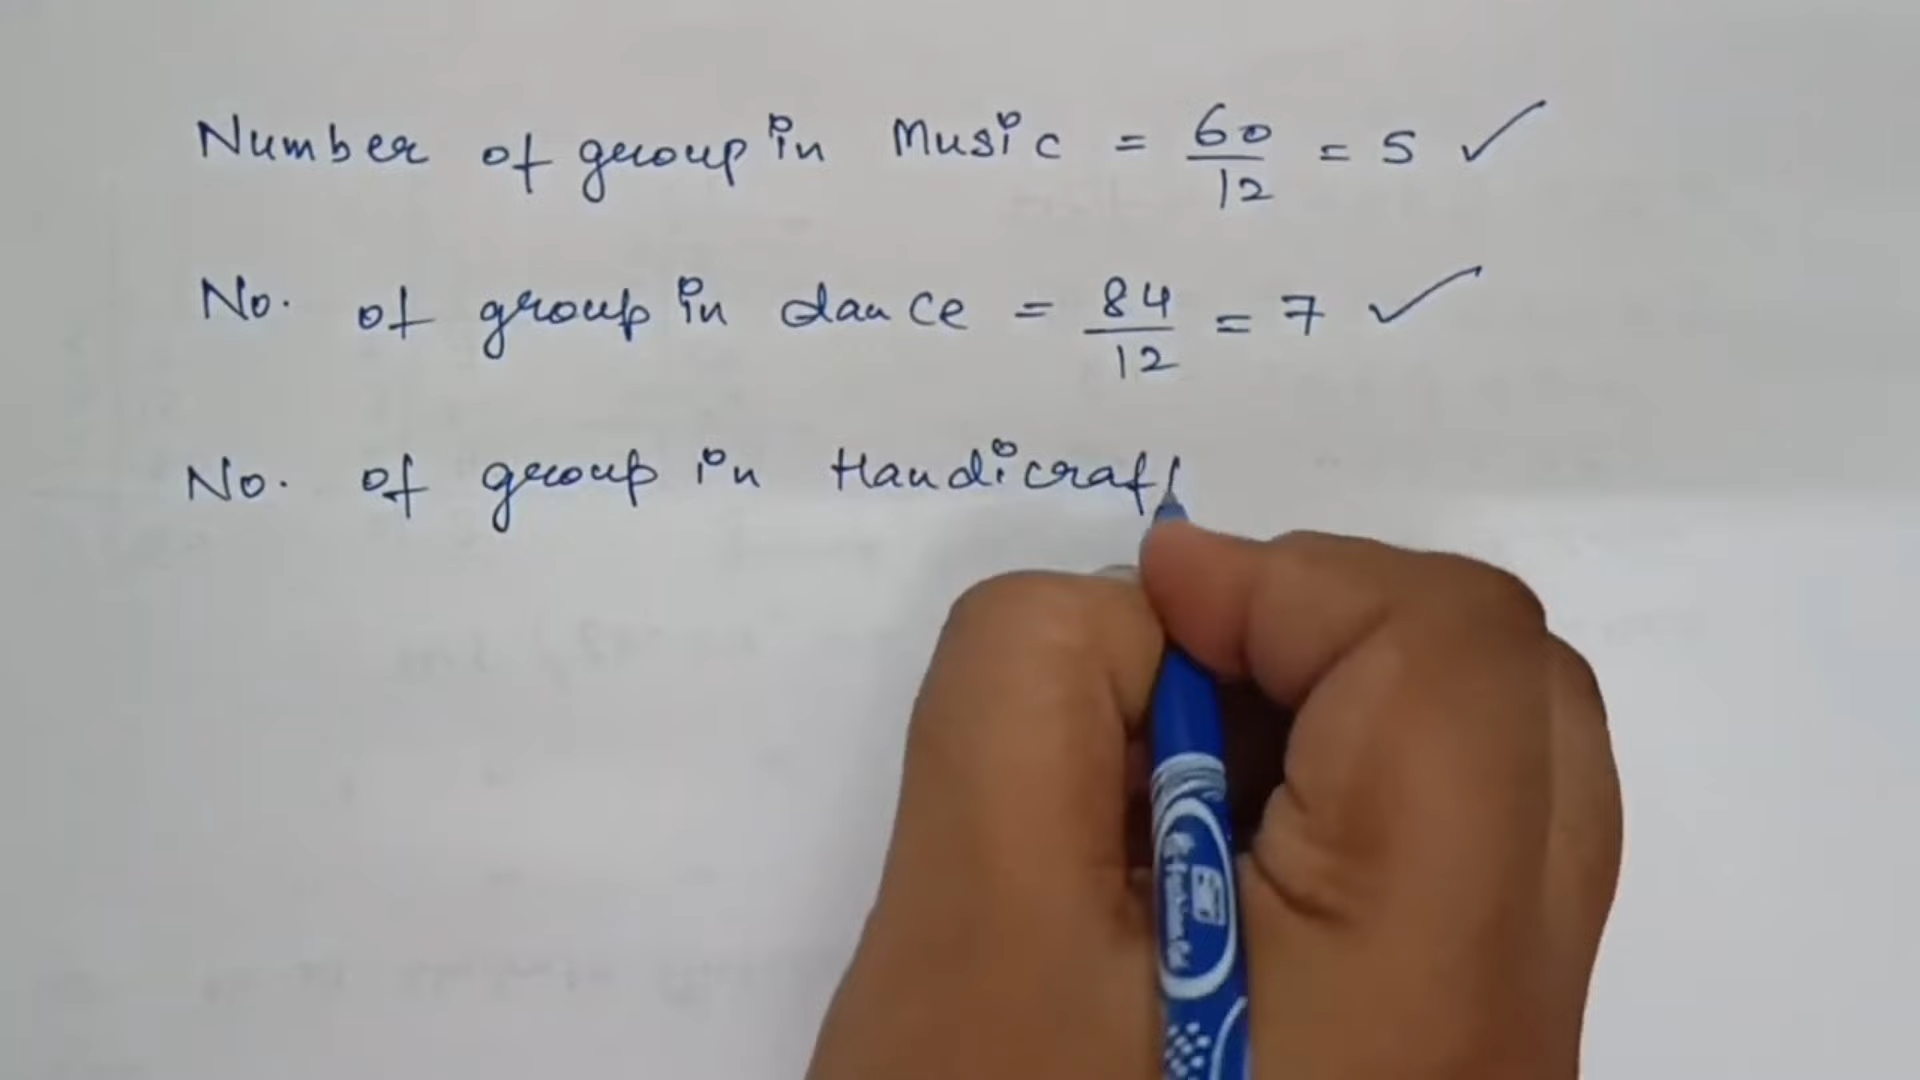 Number of group in Music = 60/12 = 5 ✓
No. of group in dance = 84/12 = 7 ✓
No. of group in Handicraf